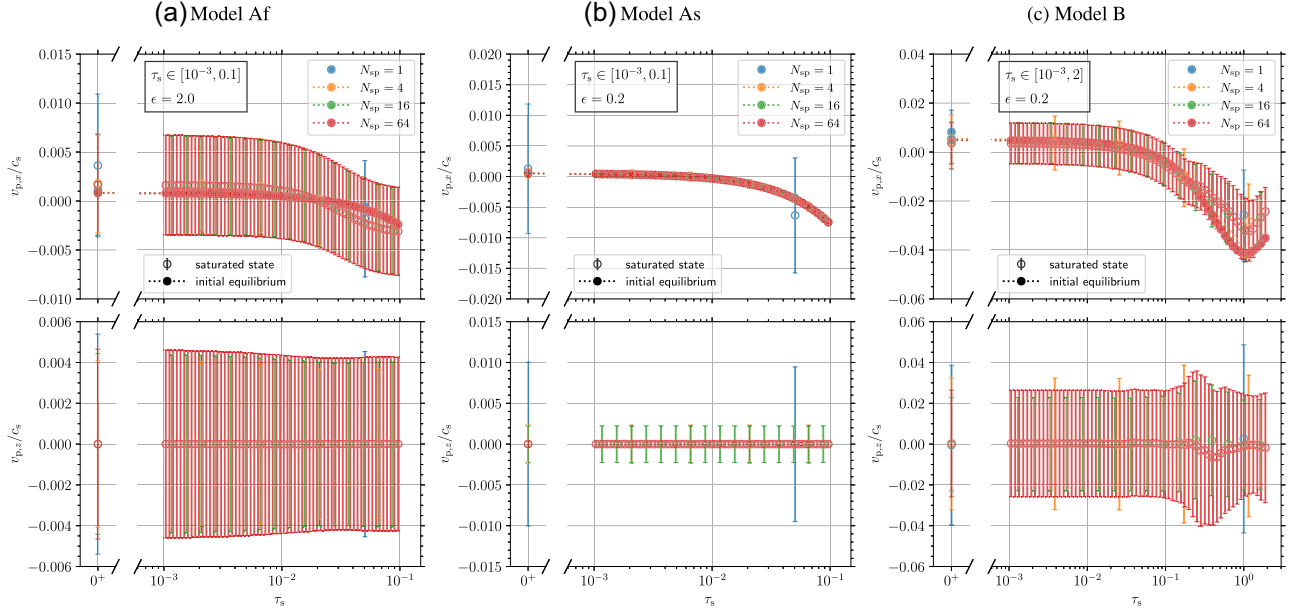 (a) Model Af
(b) Model As
(c) Model B
0.015
0.010
0.005
0.000
−0.005
−0.010
v_{p,x}/c_s
τ_s ∈ [10^{−3}, 0.1]
ϵ = 2.0
N_sp = 1
N_sp = 4
N_sp = 16
N_sp = 64
saturated state
initial equilibrium
0.020
0.015
0.010
0.005
0.000
−0.005
−0.010
−0.015
−0.020
v_{p,x}/c_s
τ_s ∈ [10^{−3}, 0.1]
ϵ = 0.2
N_sp = 1
N_sp = 4
N_sp = 16
N_sp = 64
saturated state
initial equilibrium
0.04
0.02
0.00
−0.02
−0.04
−0.06
v_{p,x}/c_s
τ_s ∈ [10^{−3}, 2]
ϵ = 0.2
N_sp = 1
N_sp = 4
N_sp = 16
N_sp = 64
saturated state
initial equilibrium
0.006
0.004
0.002
0.000
−0.002
−0.004
−0.006
v_{p,z}/c_s
0^+
10^{−3}
10^{−2}
10^{−1}
τ_s
0.015
0.010
0.005
0.000
−0.005
−0.010
−0.015
v_{p,z}/c_s
0^+
10^{−3}
10^{−2}
10^{−1}
τ_s
0.06
0.04
0.02
0.00
−0.02
−0.04
−0.06
v_{p,z}/c_s
0^+
10^{−3}
10^{−2}
10^{−1}
10^0
τ_s